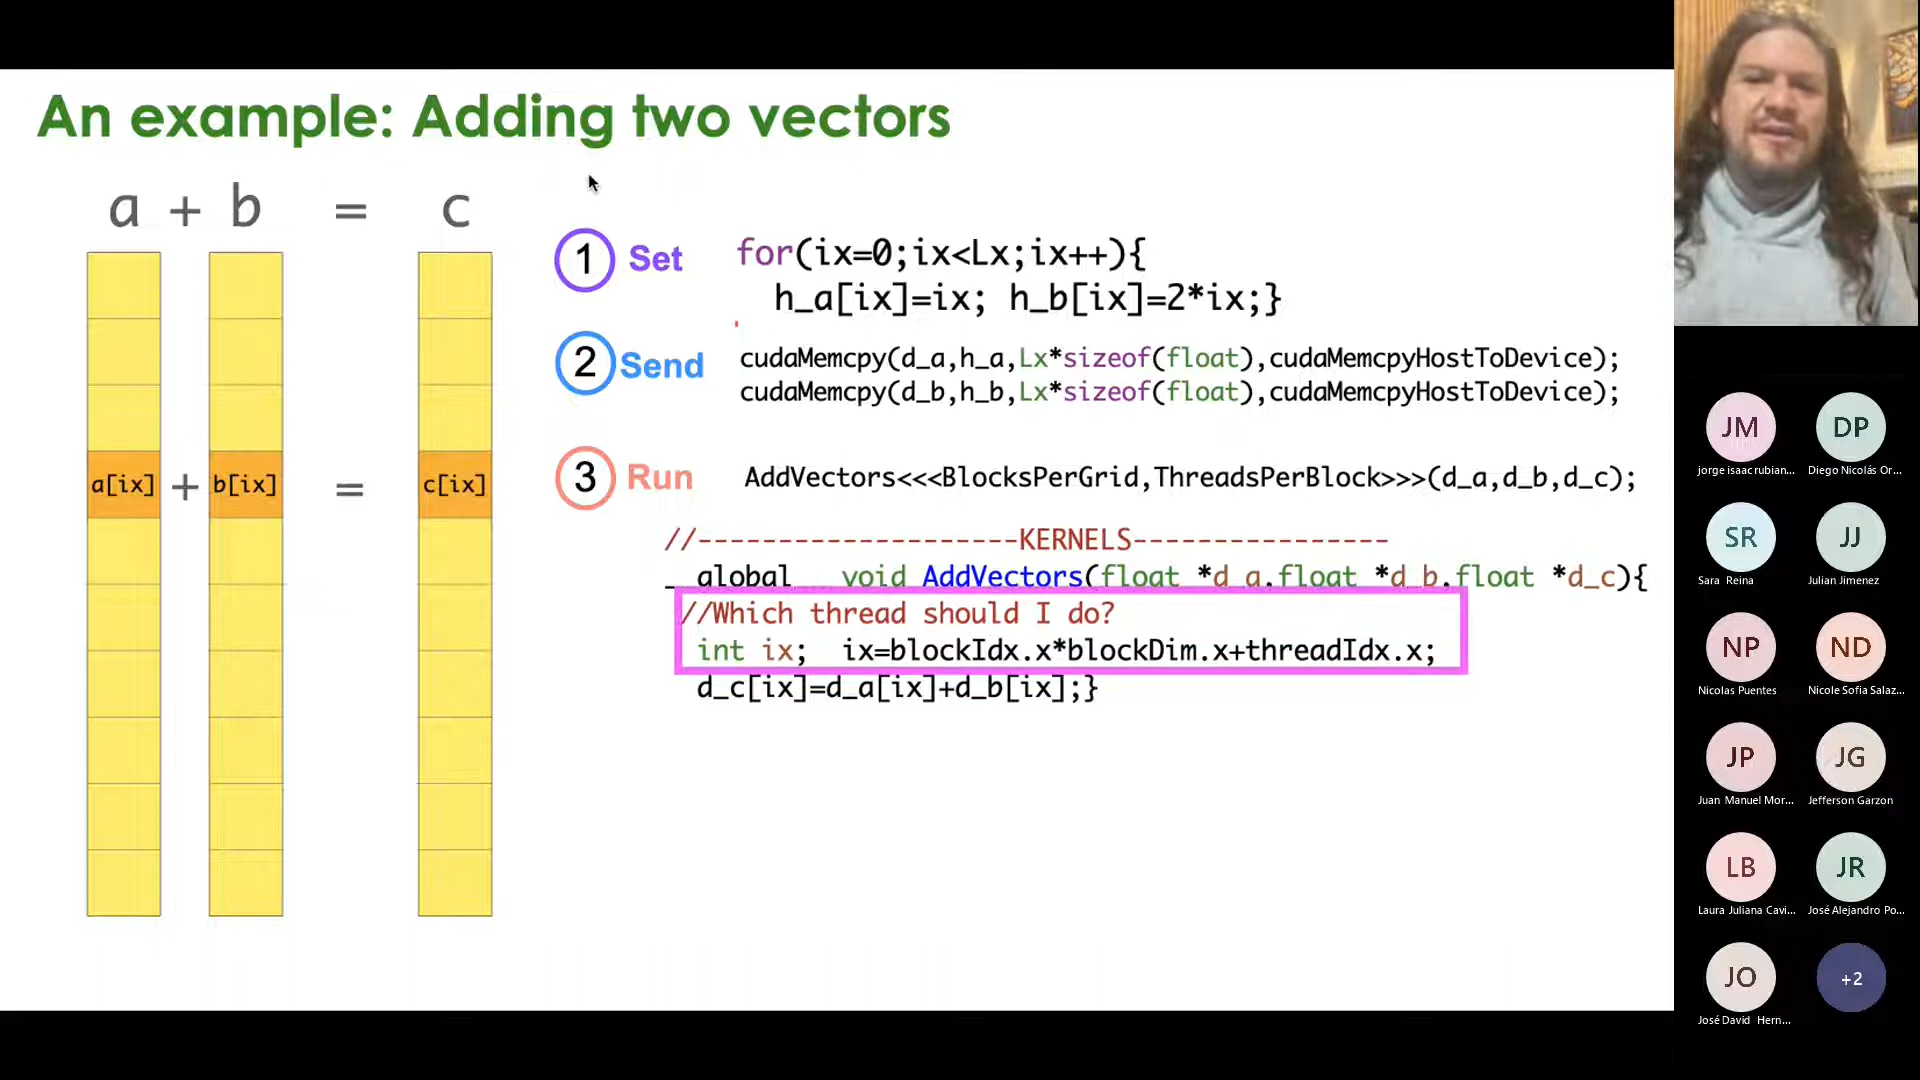 An example: Adding two vectors
a + b = c
a[ix] + b[ix] = c[ix]
1 Set
for(ix=0;ix<Lx;ix++){
h_a[ix]=ix; h_b[ix]=2*ix;}
2 Send
cudaMemcpy(d_a,h_a,Lx*sizeof(float),cudaMemcpyHostToDevice);
cudaMemcpy(d_b,h_b,Lx*sizeof(float),cudaMemcpyHostToDevice);
3 Run
AddVectors<<<BlocksPerGrid,ThreadsPerBlock>>>(d_a,d_b,d_c);
//--------------------KERNELS----------------
__global__ void AddVectors(float *d_a,float *d_b,float *d_c){
//Which thread should I do?
int ix; ix=blockIdx.x*blockDim.x+threadIdx.x;
d_c[ix]=d_a[ix]+d_b[ix];}
JM
DP
jorge isaac rubian...
Diego Nicolás Or...
SR
JJ
Sara Reina
Julian Jimenez
NP
ND
Nicolas Puentes
Nicole Sofia Salaz...
JP
JG
Juan Manuel Mor...
Jefferson Garzon
LB
JR
Laura Juliana Cavi...
José Alejandro Po...
JO
+2
José David Hern...